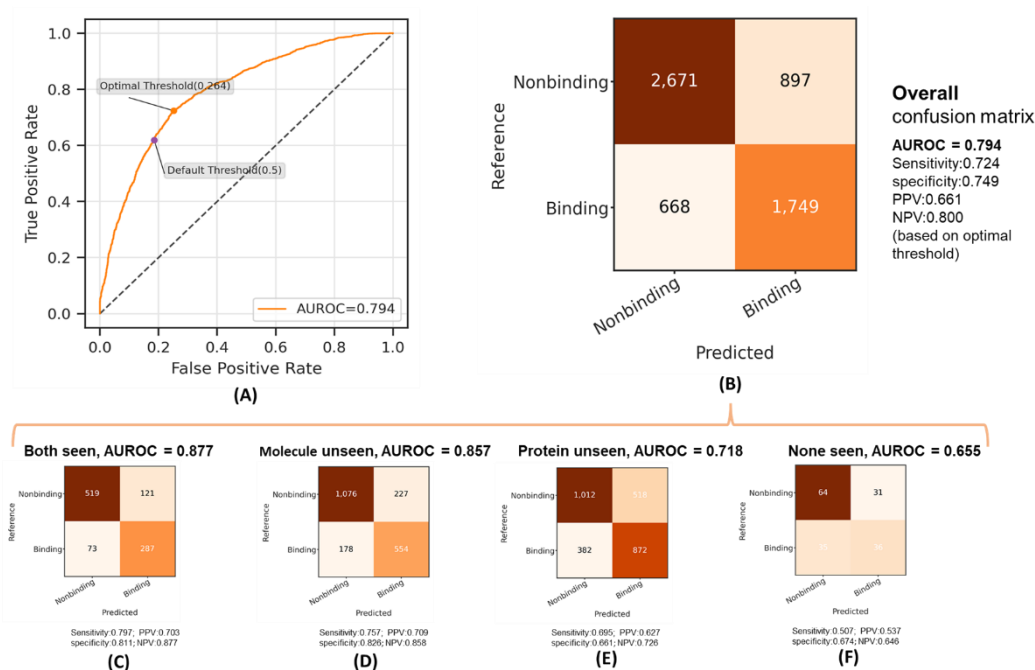 1.0
0.8
0.6
0.4
0.2
0.0
True Positive Rate
Optimal Threshold(0.264)
Default Threshold(0.5)
AUROC=0.794
0.0 0.2 0.4 0.6 0.8 1.0
False Positive Rate
(A)
Reference
Nonbinding
Binding
2,671 897
668 1,749
Nonbinding
Binding
Predicted
(B)
Overall
confusion matrix
AUROC = 0.794
Sensitivity:0.724
specificity:0.749
PPV:0.661
NPV:0.800
(based on optimal
threshold)
Both seen, AUROC = 0.877
Reference
Nonbinding
Binding
519 121
73 287
Nonbinding
Binding
Predicted
Sensitivity:0.797; PPV:0.703
specificity:0.811; NPV:0.877
(C)
Molecule unseen, AUROC = 0.857
Reference
Nonbinding
Binding
1,076 227
178 554
Nonbinding
Binding
Predicted
Sensitivity:0.757; PPV:0.709
specificity:0.826; NPV:0.858
(D)
Protein unseen, AUROC = 0.718
Reference
Nonbinding
Binding
1,012 518
382 872
Nonbinding
Binding
Predicted
Sensitivity:0.695; PPV:0.627
specificity:0.661; NPV:0.726
(E)
None seen, AUROC = 0.655
Reference
Nonbinding
Binding
64 31
35 36
Nonbinding
Binding
Predicted
Sensitivity:0.507; PPV:0.537
specificity:0.674; NPV:0.646
(F)